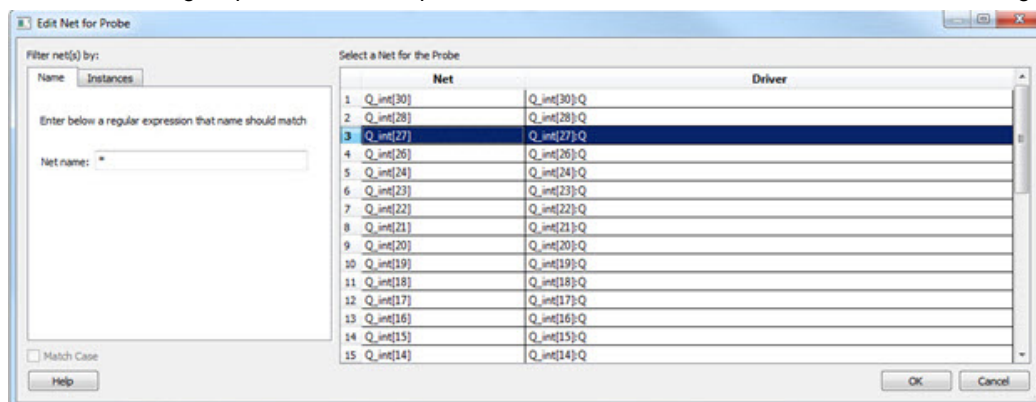 Edit Net for Probe
Filter net(s) by:
Name Instances
Enter below a regular expression that name should match
Net name: *
Match Case
Help
Select a Net for the Probe
Net Driver
1 Q_int[30] Q_int[30]:Q
2 Q_int[28] Q_int[28]:Q
3 Q_int[27] Q_int[27]:Q
4 Q_int[26] Q_int[26]:Q
5 Q_int[24] Q_int[24]:Q
6 Q_int[23] Q_int[23]:Q
7 Q_int[22] Q_int[22]:Q
8 Q_int[21] Q_int[21]:Q
9 Q_int[20] Q_int[20]:Q
10 Q_int[19] Q_int[19]:Q
11 Q_int[18] Q_int[18]:Q
12 Q_int[17] Q_int[17]:Q
13 Q_int[16] Q_int[16]:Q
14 Q_int[15] Q_int[15]:Q
15 Q_int[14] Q_int[14]:Q
OK Cancel